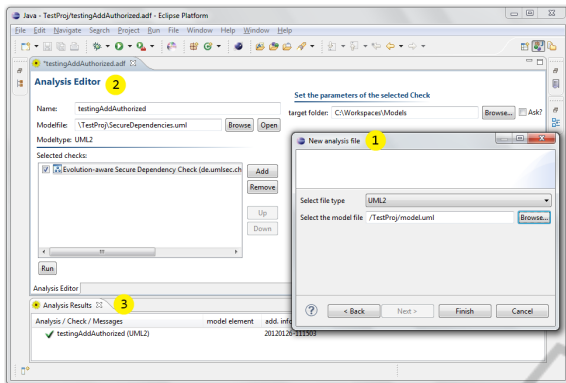 Java - TestProj/testingAddAuthorized.adf - Eclipse Platform
File Edit Navigate Search Project Run File Window Help Window Help
*testingAddAuthorized.adf
Analysis Editor 2
Set the parameters of the selected Check
Name: testingAddAuthorized
target folder: C:\Workspaces\Models Browse... Ask?
Modelfile: \TestProj\SecureDependencies.uml Browse Open
Modeltype: UML2
Selected checks:
Evolution-aware Secure Dependency Check (de.umlsec.ch
Add
Remove
Up
Down
Run
Analysis Editor
New analysis file 1
Select file type UML2
Select the model file /TestProj/model.uml Browse...
< Back Next > Finish Cancel
Analysis Results 3
Analysis / Check / Messages model element add. info
testingAddAuthorized (UML2) 20120126-111503